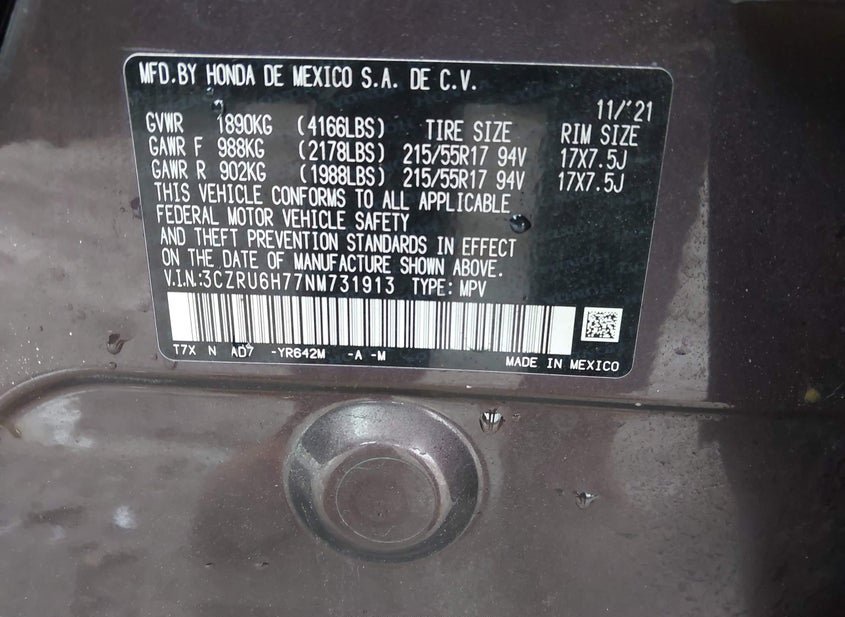 MFD.BY HONDA DE MEXICO S.A. DE C.V.
11/'21
GVWR 1890KG (4166LBS) TIRE SIZE RIM SIZE
GAWR F 988KG (2178LBS) 215/55R17 94V 17X7.5J
GAWR R 902KG (1988LBS) 215/55R17 94V 17X7.5J
THIS VEHICLE CONFORMS TO ALL APPLICABLE
FEDERAL MOTOR VEHICLE SAFETY
AND THEFT PREVENTION STANDARDS IN EFFECT
ON THE DATE OF MANUFACTURE SHOWN ABOVE.
V.I.N:3CZRU6H77NM731913 TYPE:MPV
T7X N AD7 -YR642M -A -M
MADE IN MEXICO